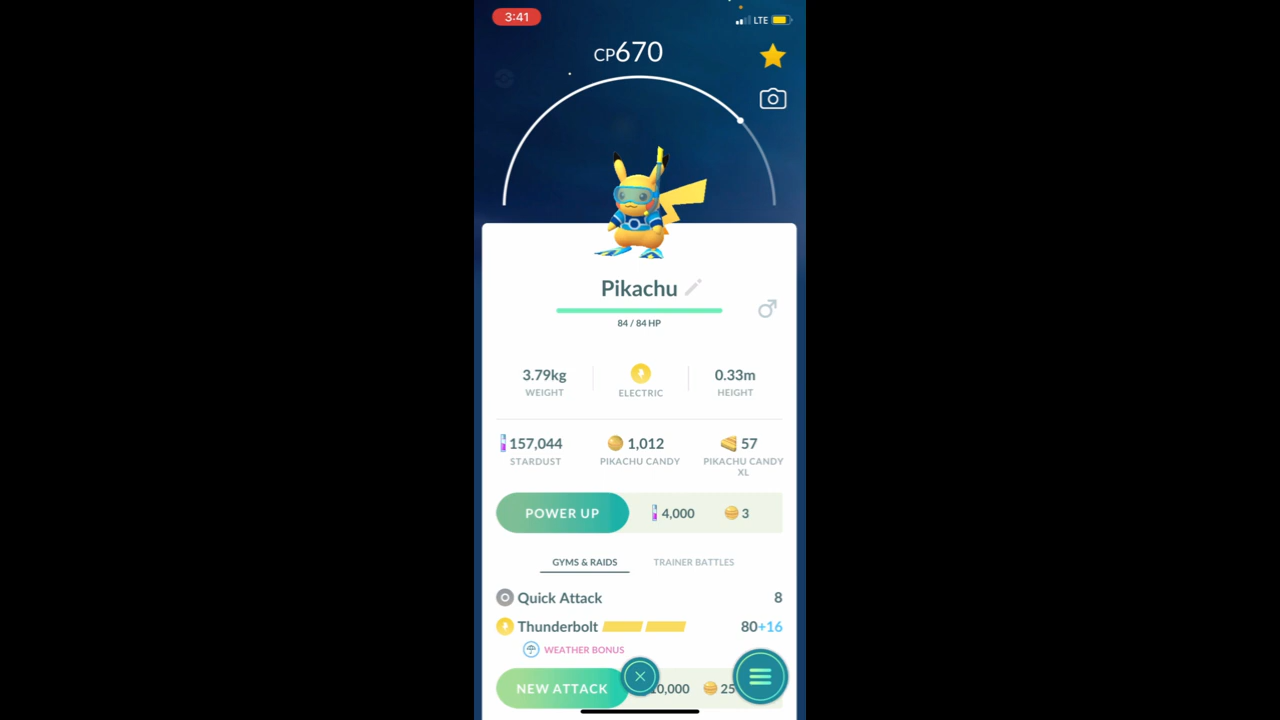 3:41
LTE
CP670
Pikachu
84 / 84 HP
3.79kg
WEIGHT
ELECTRIC
0.33m
HEIGHT
157,044
STARDUST
1,012
PIKACHU CANDY
57
PIKACHU CANDY
XL
POWER UP
4,000
3
GYMS & RAIDS
TRAINER BATTLES
Quick Attack
8
Thunderbolt
80+16
WEATHER BONUS
NEW ATTACK
25